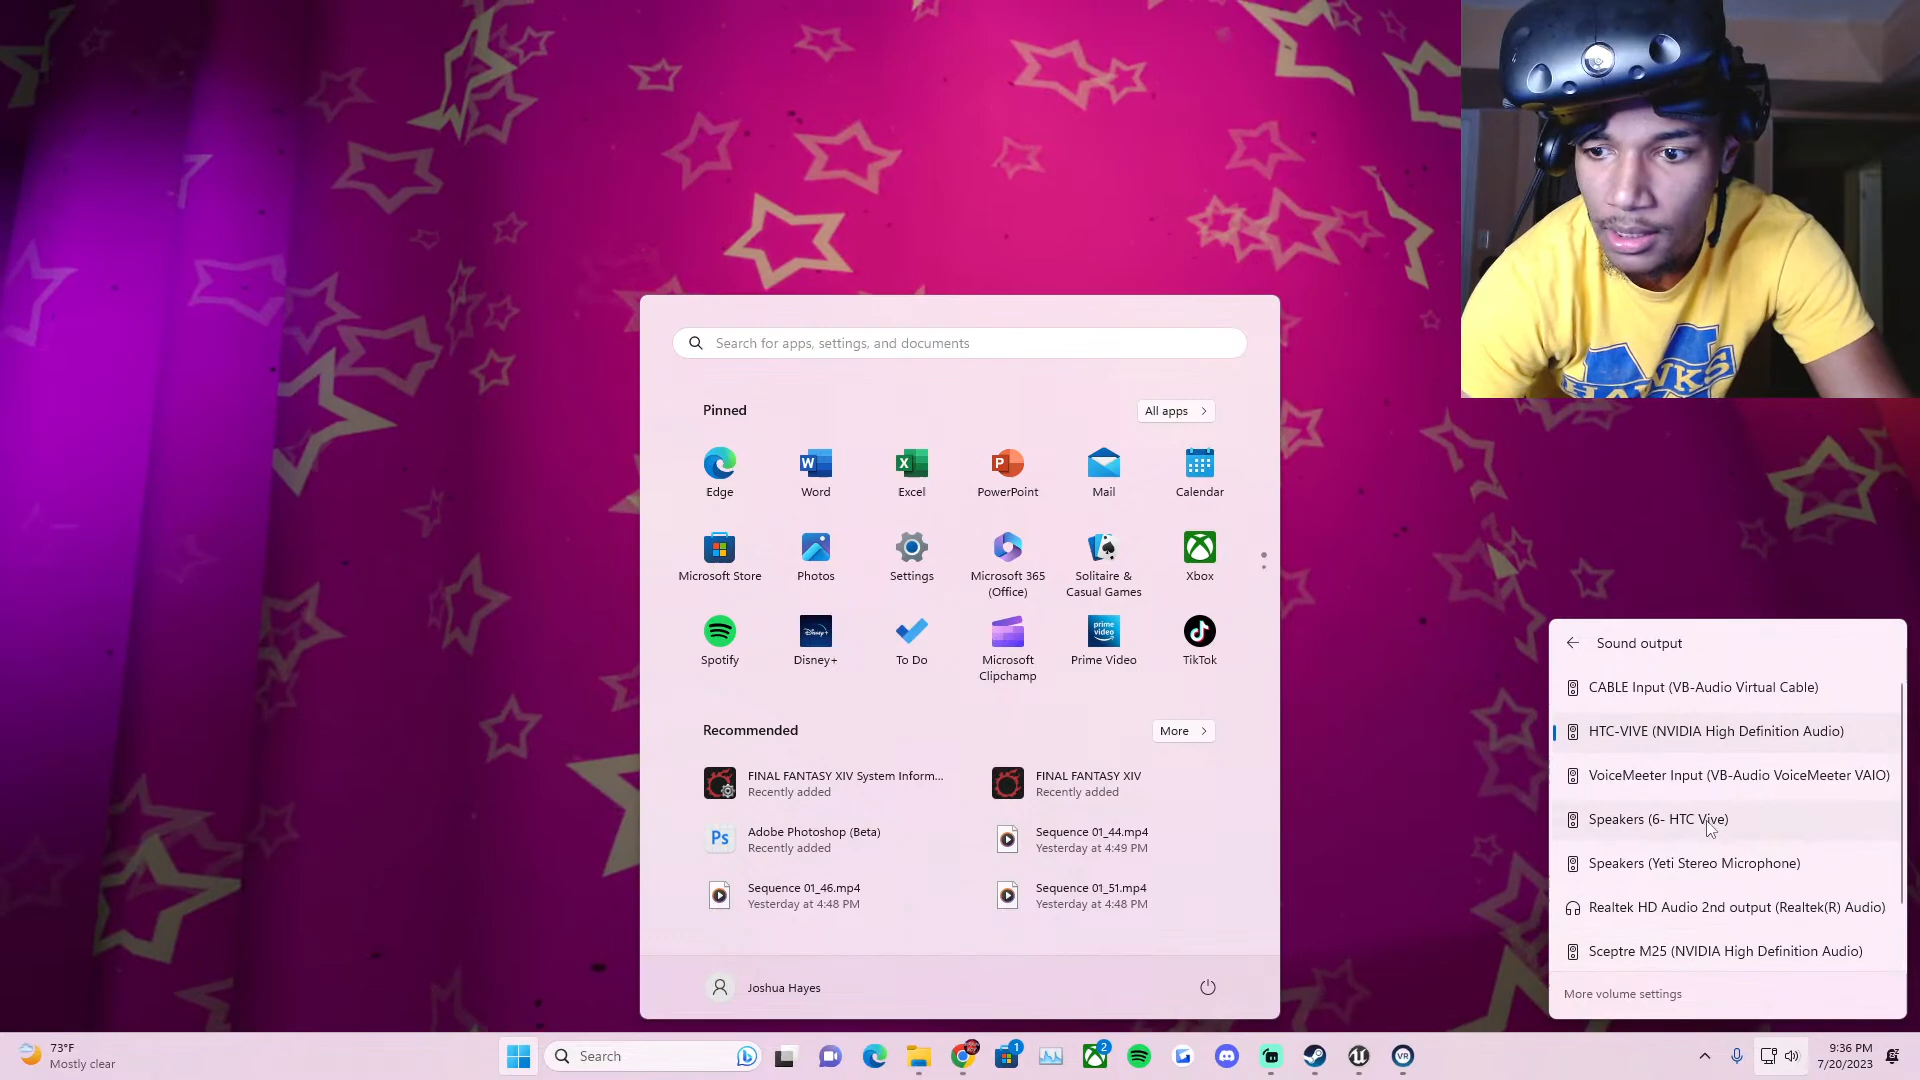 Search for apps, settings, and documents
Pinned
All apps
Edge
Word
Excel
PowerPoint
Mail
Calendar
Microsoft Store
Photos
Settings
Microsoft 365
(Office)
Solitaire &
Casual Games
Xbox
Spotify
Disney+
To Do
Microsoft
Clipchamp
prime
video
Prime Video
TikTok
Recommended
More
FINAL FANTASY XIV System Inform...
Recently added
FINAL FANTASY XIV
Recently added
Ps
Adobe Photoshop (Beta)
Recently added
Sequence 01_44.mp4
Yesterday at 4:49 PM
Sequence 01_46.mp4
Yesterday at 4:48 PM
Sequence 01_51.mp4
Yesterday at 4:48 PM
Joshua Hayes
Sound output
CABLE Input (VB-Audio Virtual Cable)
HTC-VIVE (NVIDIA High Definition Audio)
VoiceMeeter Input (VB-Audio VoiceMeeter VAIO)
Speakers (6- HTC Vive)
Speakers (Yeti Stereo Microphone)
Realtek HD Audio 2nd output (Realtek(R) Audio)
Sceptre M25 (NVIDIA High Definition Audio)
More volume settings
73°F
Mostly clear
Search
1
2
VR
9:36 PM
7/20/2023